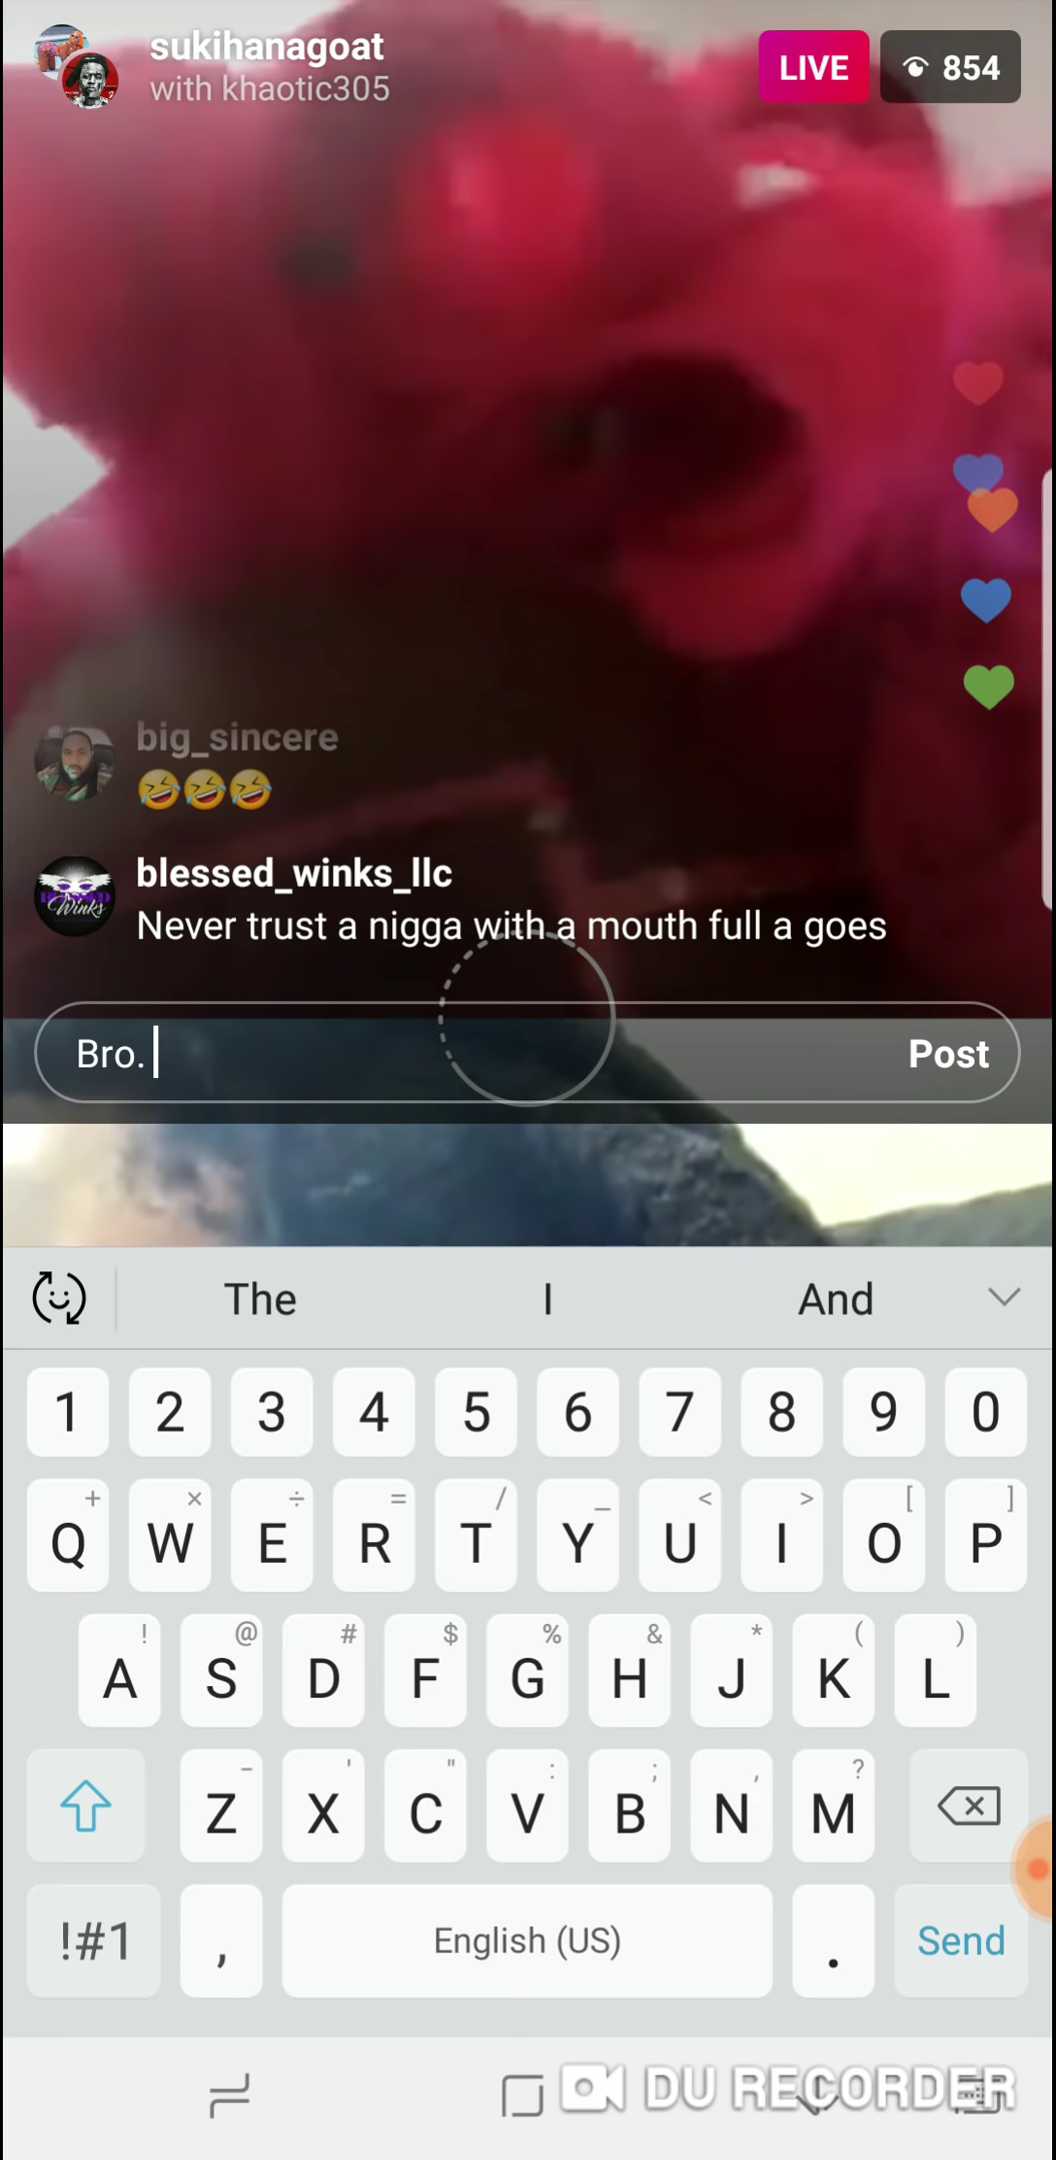 sukihanagoat
with khaotic305
LIVE
854
big_sincere
🤣🤣🤣
blessed_winks_llc
Never trust a nigga with a mouth full a goes
Bro.
Post
The I And
1 2 3 4 5 6 7 8 9 0
+ × ÷ = / _ < > [ ]
Q W E R T Y U I O P
! @ # $ % & * ( )
A S D F G H J K L
- ' " : ; , ?
Z X C V B N M
!#1 , English (US) . Send
DU RECORDER